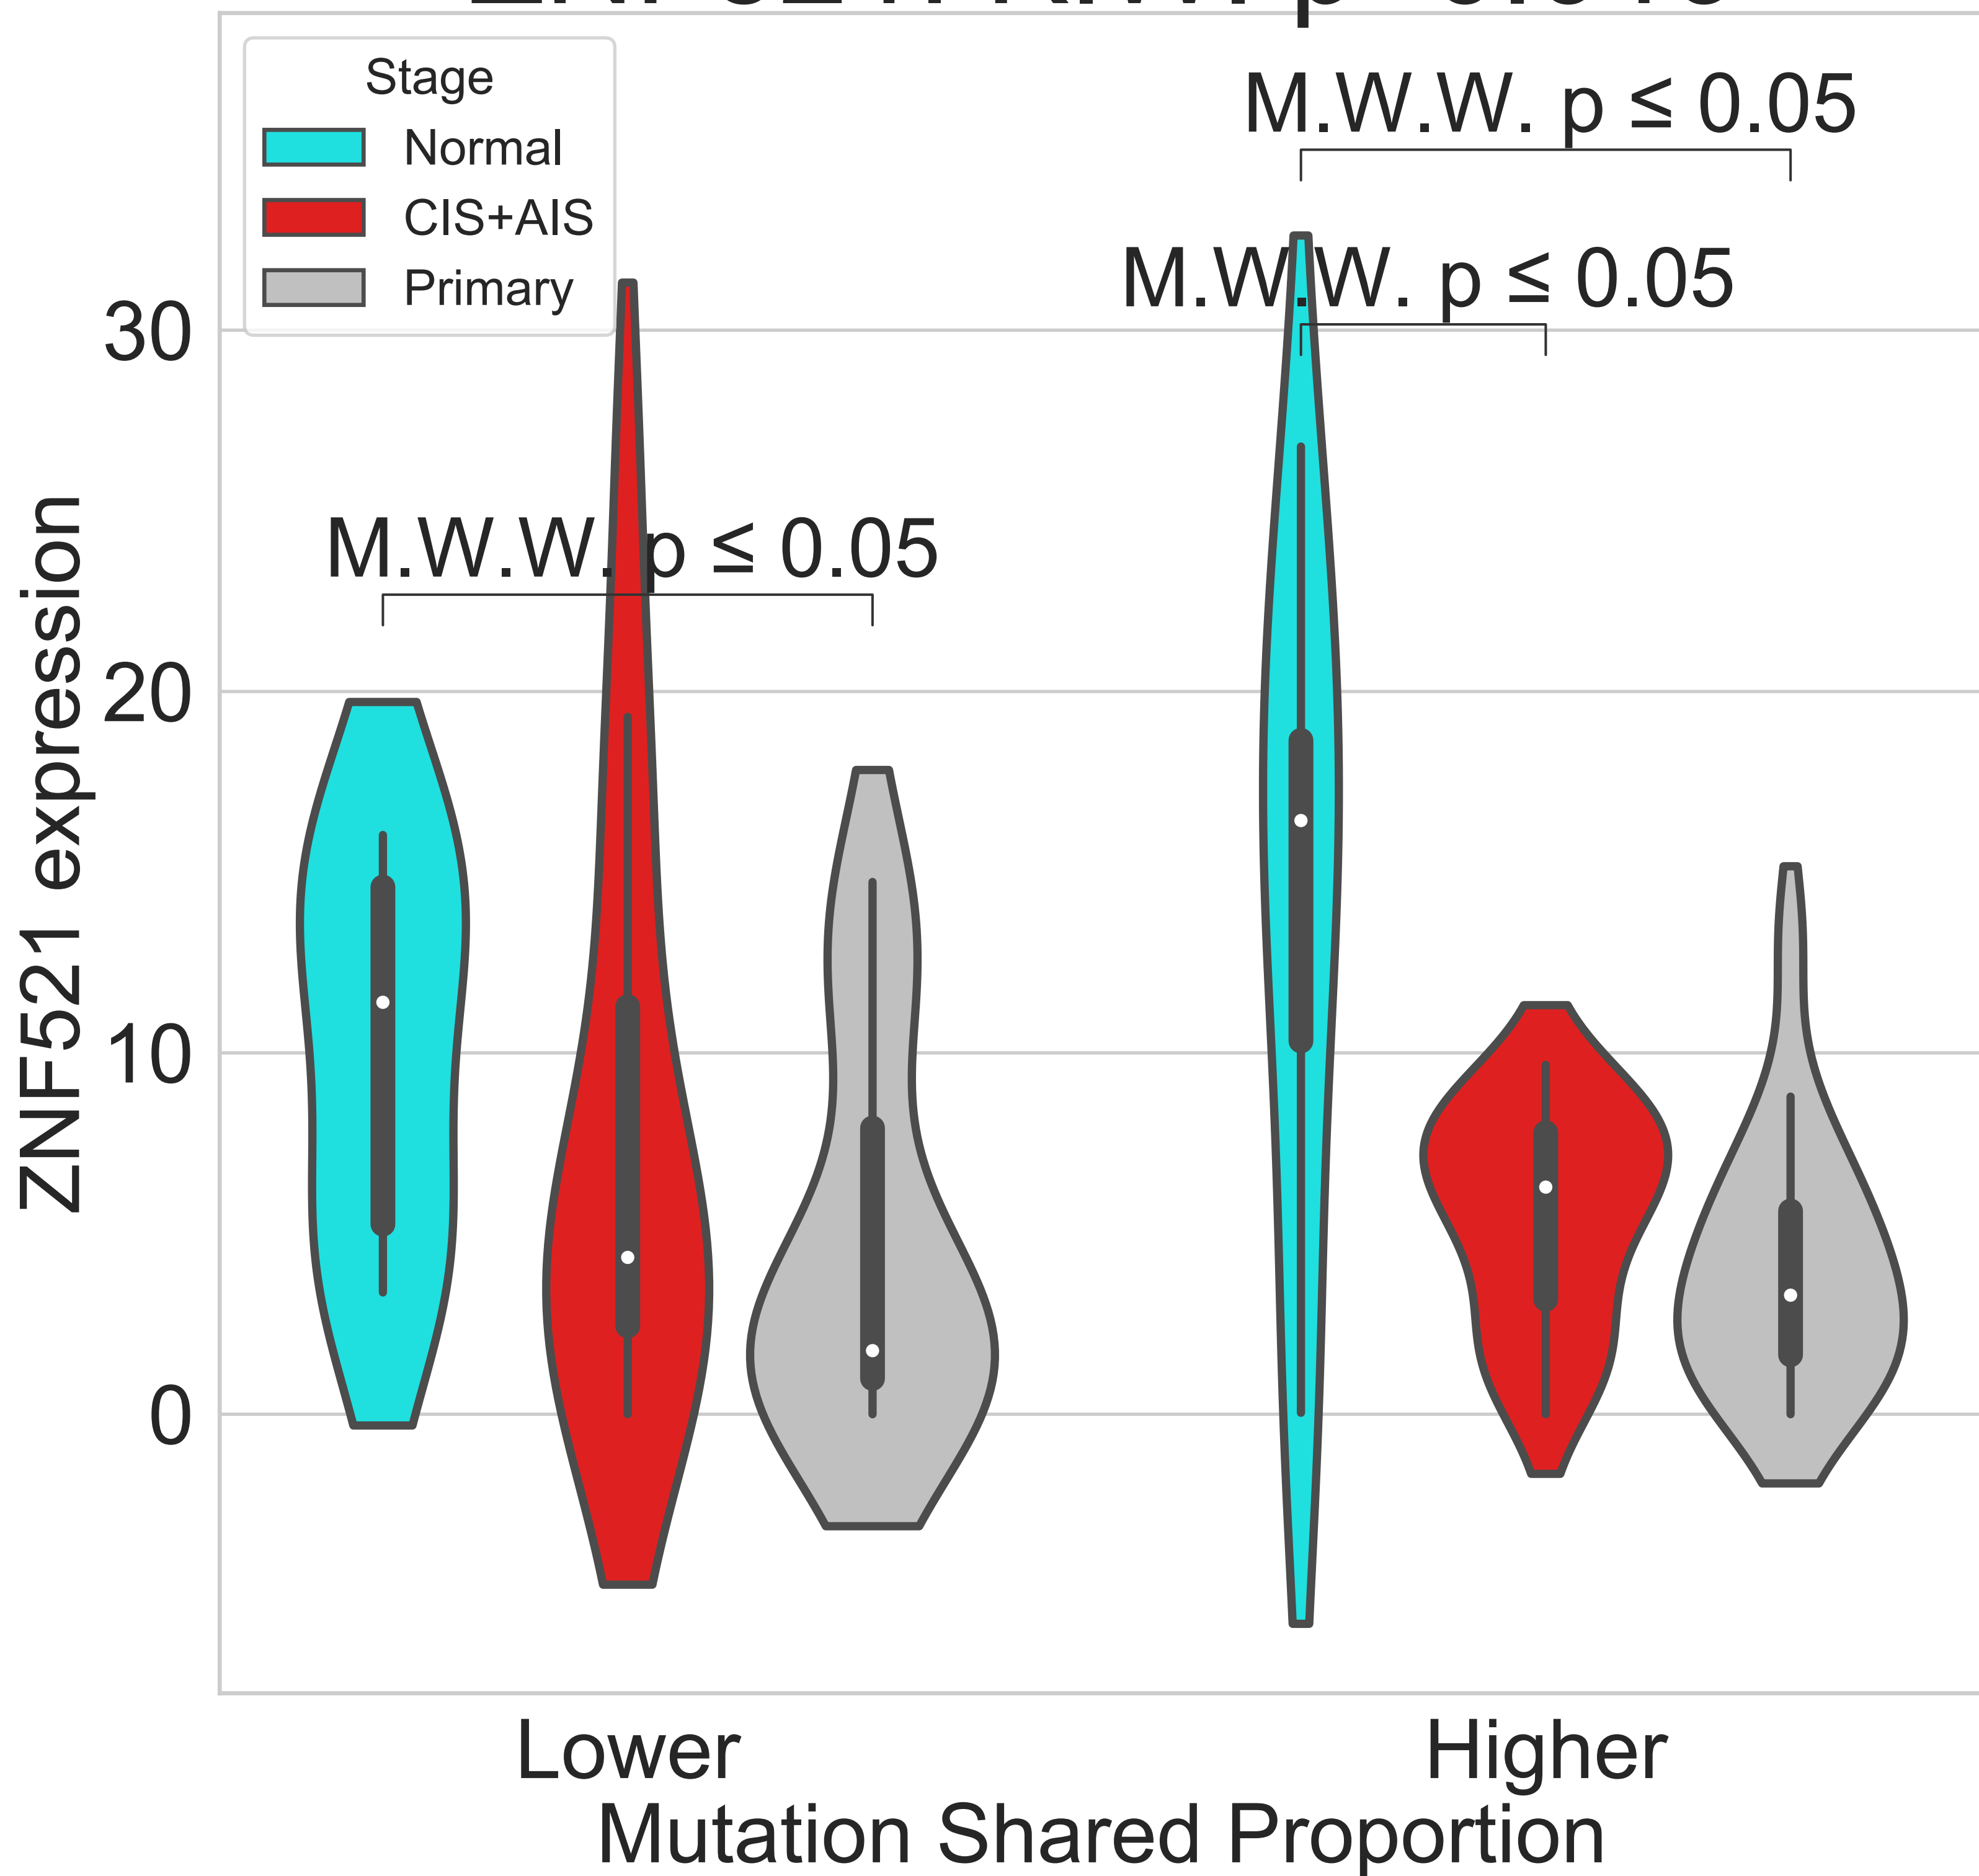 Stage
Normal
CIS+AIS
Primary
M.W.W. p ≤ 0.05
M.W.W. p ≤ 0.05
M.W.W. p ≤ 0.05
30
20
10
0
ZNF521 expression
Lower
Higher
Mutation Shared Proportion